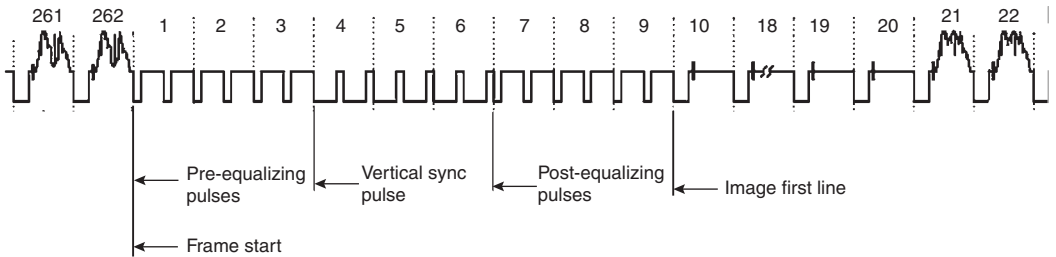 261 262 1 2 3 4 5 6 7 8 9 10 18 19 20 21 22
Pre-equalizing
pulses
Vertical sync
pulse
Post-equalizing
pulses
Image first line
Frame start